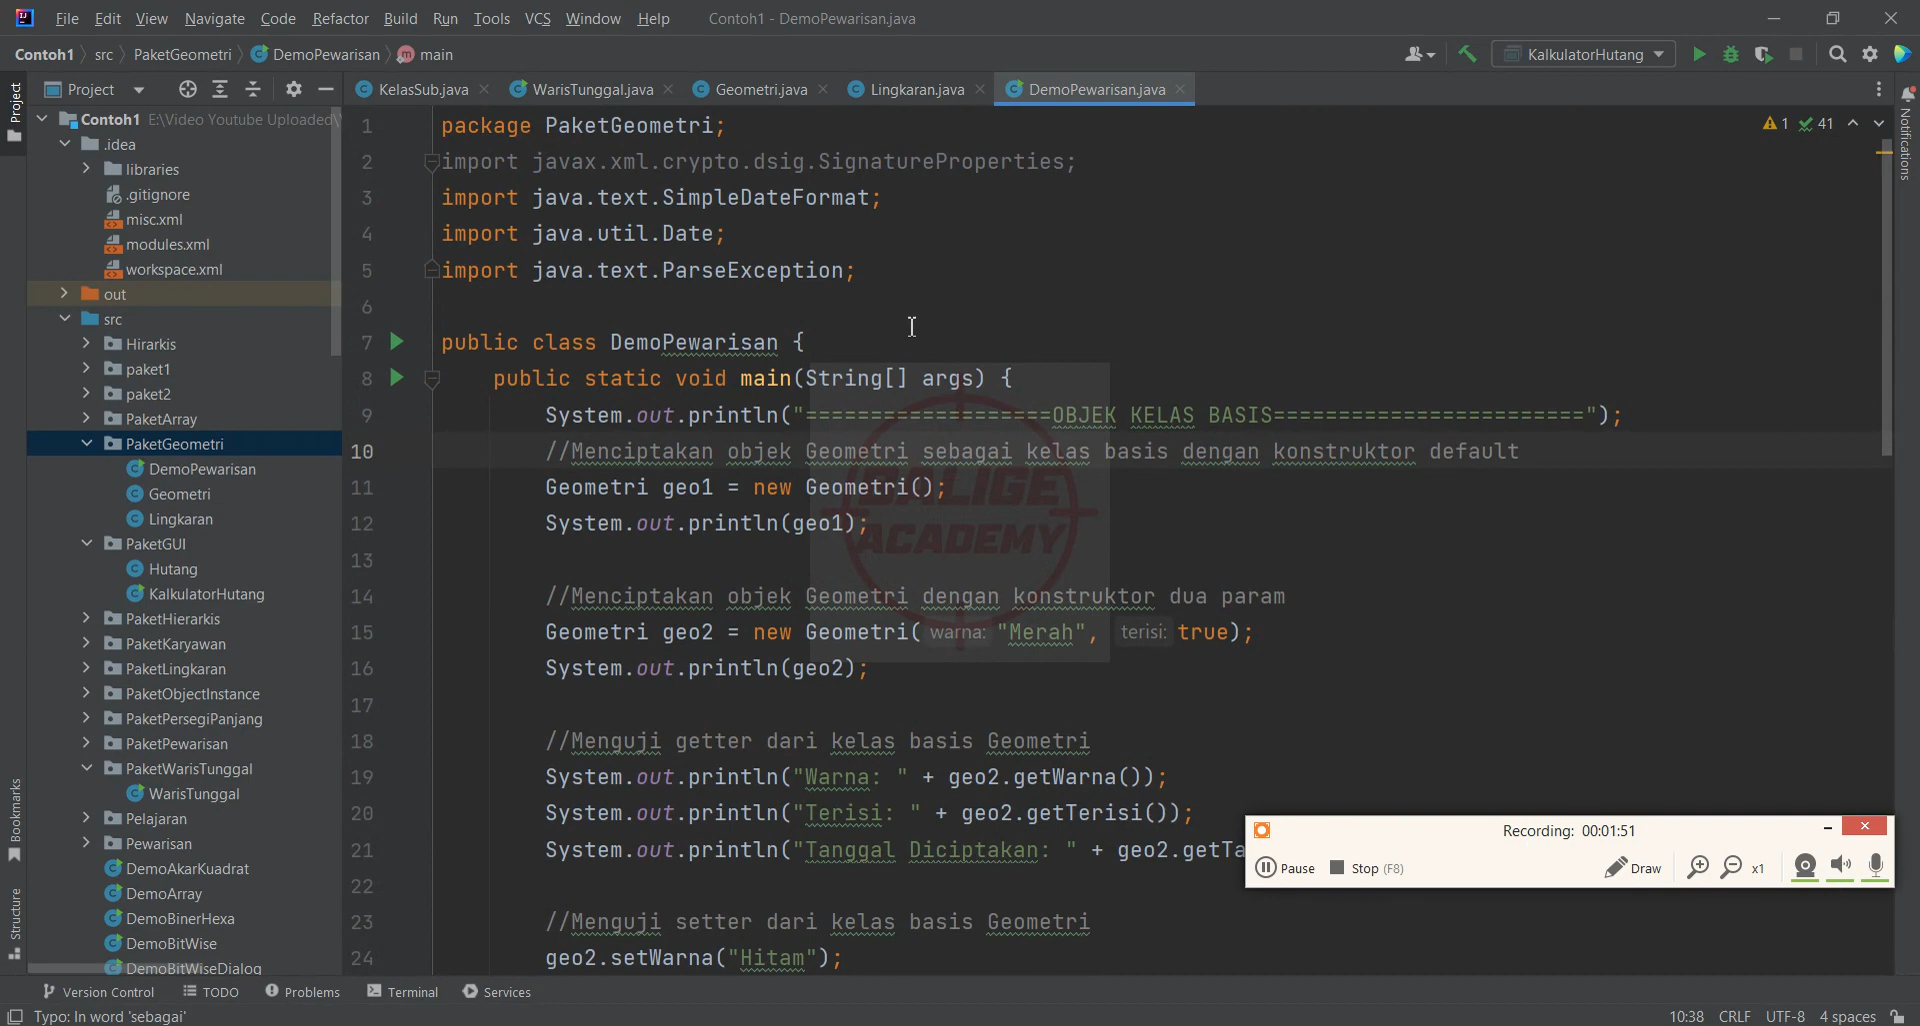 File Edit View Navigate Code Refactor Build Run Tools VCS Window Help Contoh1 - DemoPewarisan.java
Contoh1 src PaketGeometri DemoPewarisan main KalkulatorHutang
Project
KelasSub.java WarisTunggal.java Geometri.java Lingkaran.java DemoPewarisan.java
Project
Bookmarks
Structure
Notifications
Contoh1 E:\Video Youtube Uploaded\
.idea
libraries
.gitignore
misc.xml
modules.xml
workspace.xml
out
src
Hirarkis
paket1
paket2
PaketArray
PaketGeometri
DemoPewarisan
Geometri
Lingkaran
PaketGUI
Hutang
KalkulatorHutang
PaketHierarkis
PaketKaryawan
PaketLingkaran
PaketObjectInstance
PaketPersegiPanjang
PaketPewarisan
PaketWarisTunggal
WarisTunggal
Pelajaran
Pewarisan
DemoAkarKuadrat
DemoArray
DemoBinerHexa
DemoBitWise
DemoBitWiseDialog
1 41
1 package PaketGeometri;
2 import javax.xml.crypto.dsig.SignatureProperties;
3 import java.text.SimpleDateFormat;
4 import java.util.Date;
5 import java.text.ParseException;
6
7 public class DemoPewarisan {
8 public static void main(String[] args) {
9 System.out.println("===================OBJEK KELAS BASIS========================");
10 //Menciptakan objek Geometri sebagai kelas basis dengan konstruktor default
11 Geometri geo1 = new Geometri();
12 System.out.println(geo1);
13
14 //Menciptakan objek Geometri dengan konstruktor dua param
15 Geometri geo2 = new Geometri( warna: "Merah", terisi: true);
16 System.out.println(geo2);
17
18 //Menguji getter dari kelas basis Geometri
19 System.out.println("Warna: " + geo2.getWarna());
20 System.out.println("Terisi: " + geo2.getTerisi());
21 System.out.println("Tanggal Diciptakan: " + geo2.getTa
22
23 //Menguji setter dari kelas basis Geometri
24 geo2.setWarna("Hitam");
BALIGE
ACADEMY
Recording: 00:01:51
Pause Stop (F8) Draw x1
Version Control TODO Problems Terminal Services
Typo: In word 'sebagai' 10:38 CRLF UTF-8 4 spaces